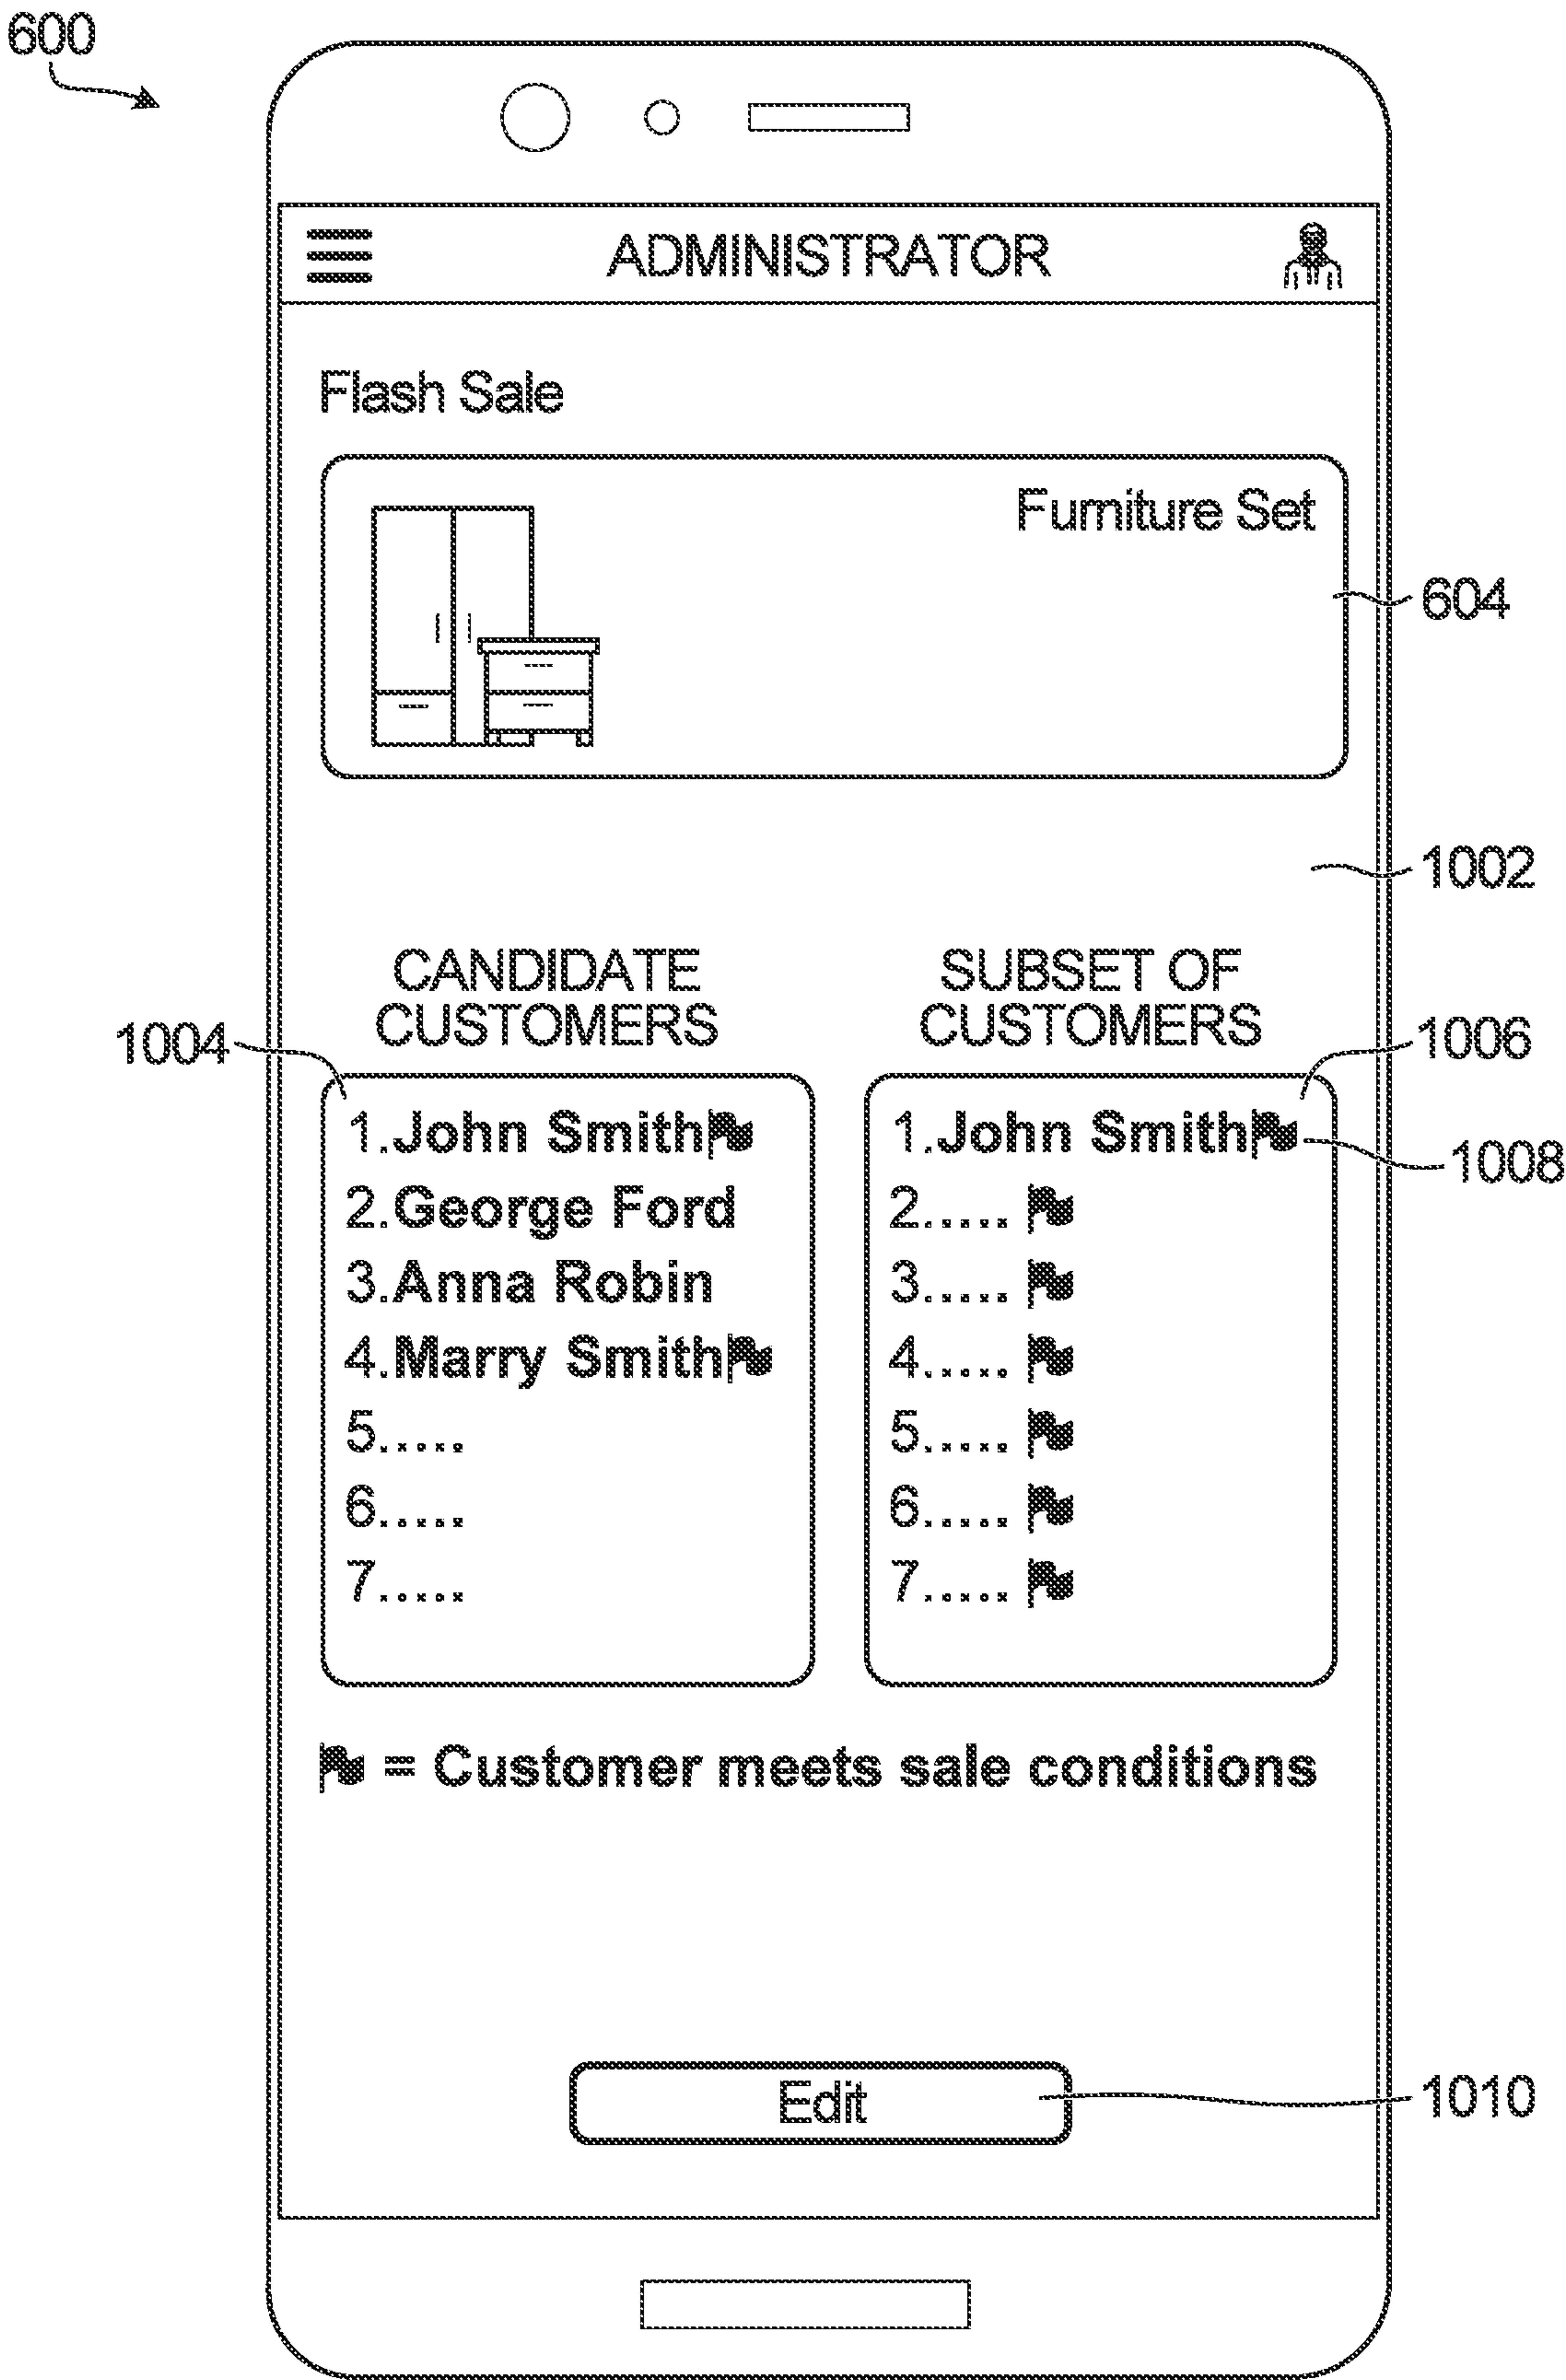 600
ADMINISTRATOR
Flash Sale
Furniture Set
604
1002
CANDIDATE
CUSTOMERS
SUBSET OF
CUSTOMERS
1004
1006
1.John Smith
2.George Ford
3.Anna Robin
4.Marry Smith
5.....
6.....
7.....
1.John Smith
1008
2.....
3.....
4.....
5.....
6.....
7.....
= Customer meets sale conditions
Edit
1010